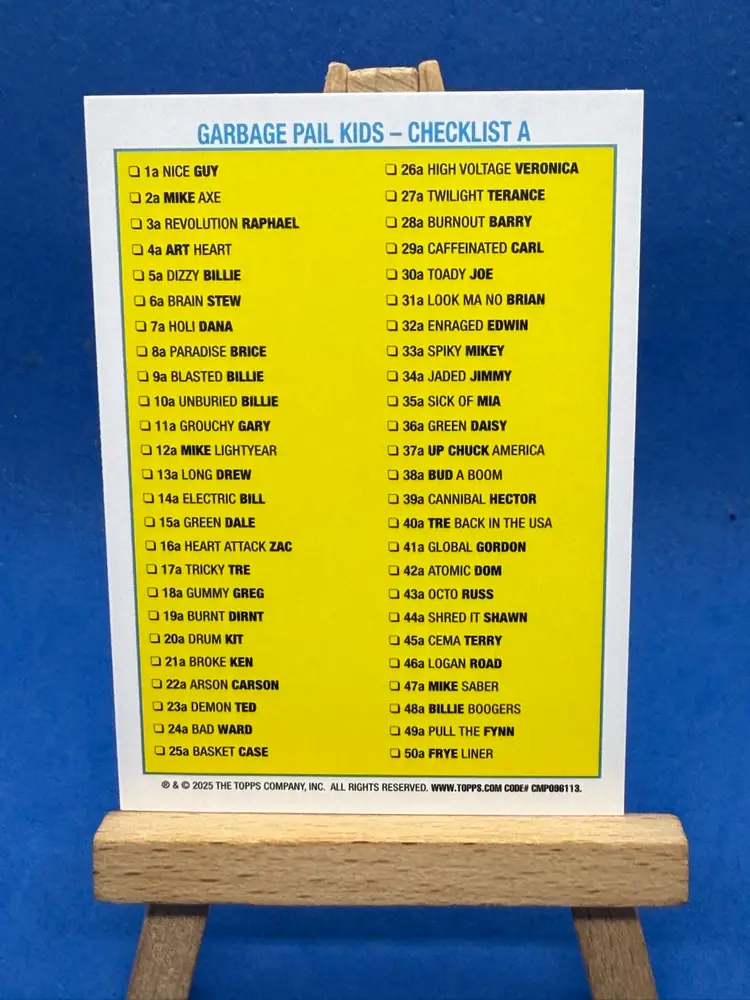 GARBAGE PAIL KIDS – CHECKLIST A
❏ 1a NICE GUY
❏ 2a MIKE AXE
❏ 3a REVOLUTION RAPHAEL
❏ 4a ART HEART
❏ 5a DIZZY BILLIE
❏ 6a BRAIN STEW
❏ 7a HOLI DANA
❏ 8a PARADISE BRICE
❏ 9a BLASTED BILLIE
❏ 10a UNBURIED BILLIE
❏ 11a GROUCHY GARY
❏ 12a MIKE LIGHTYEAR
❏ 13a LONG DREW
❏ 14a ELECTRIC BILL
❏ 15a GREEN DALE
❏ 16a HEART ATTACK ZAC
❏ 17a TRICKY TRE
❏ 18a GUMMY GREG
❏ 19a BURNT DIRNT
❏ 20a DRUM KIT
❏ 21a BROKE KEN
❏ 22a ARSON CARSON
❏ 23a DEMON TED
❏ 24a BAD WARD
❏ 25a BASKET CASE
❏ 26a HIGH VOLTAGE VERONICA
❏ 27a TWILIGHT TERANCE
❏ 28a BURNOUT BARRY
❏ 29a CAFFEINATED CARL
❏ 30a TOADY JOE
❏ 31a LOOK MA NO BRIAN
❏ 32a ENRAGED EDWIN
❏ 33a SPIKY MIKEY
❏ 34a JADED JIMMY
❏ 35a SICK OF MIA
❏ 36a GREEN DAISY
❏ 37a UP CHUCK AMERICA
❏ 38a BUD A BOOM
❏ 39a CANNIBAL HECTOR
❏ 40a TRE BACK IN THE USA
❏ 41a GLOBAL GORDON
❏ 42a ATOMIC DOM
❏ 43a OCTO RUSS
❏ 44a SHRED IT SHAWN
❏ 45a CEMA TERRY
❏ 46a LOGAN ROAD
❏ 47a MIKE SABER
❏ 48a BILLIE BOOGERS
❏ 49a PULL THE FYNN
❏ 50a FRYE LINER
® & © 2025 THE TOPPS COMPANY, INC. ALL RIGHTS RESERVED. WWW.TOPPS.COM CODE# CMP096113.